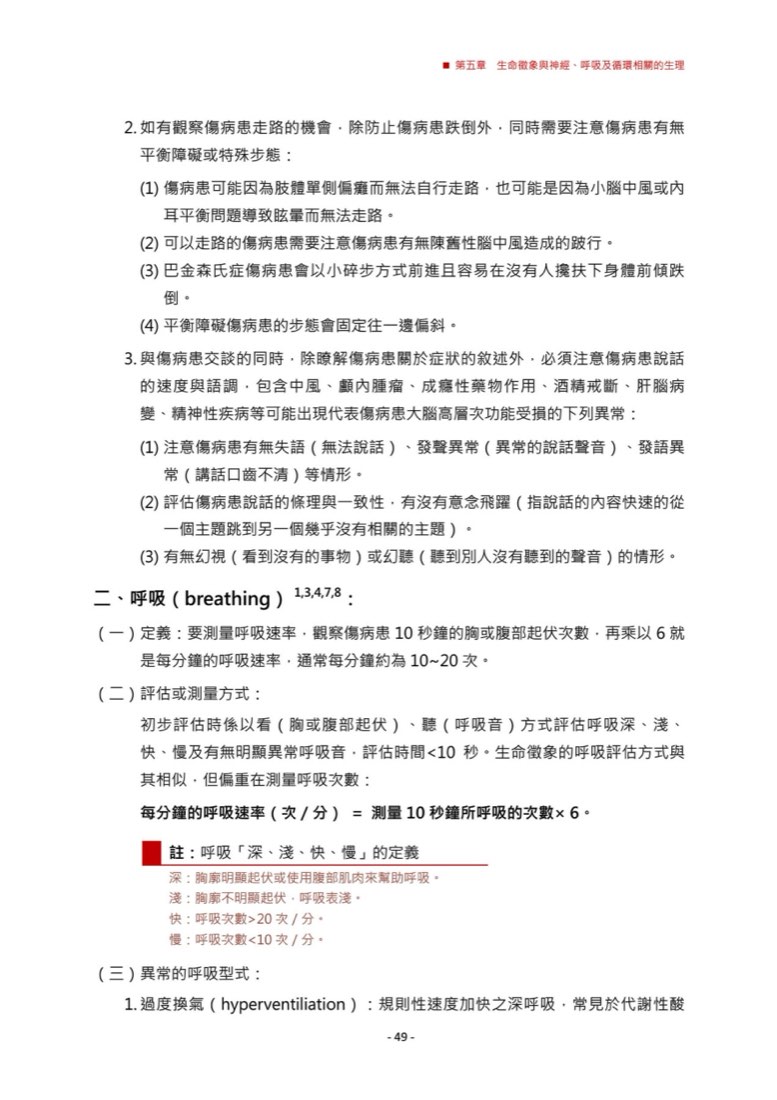 ■ 第五章 生命徵象與神經、呼吸及循環相關的生理
2. 如有觀察傷病患走路的機會，除防止傷病患跌倒外，同時需要注意傷病患有無
平衡障礙或特殊步態：
(1) 傷病患可能因為肢體單側偏癱而無法自行走路，也可能是因為小腦中風或內
耳平衡問題導致眩暈而無法走路。
(2) 可以走路的傷病患需要注意傷病患有無陳舊性腦中風造成的跛行。
(3) 巴金森氏症傷病患會以小碎步方式前進且容易在沒有人攙扶下身體前傾跌
倒。
(4) 平衡障礙傷病患的步態會固定往一邊偏斜。
3. 與傷病患交談的同時，除瞭解傷病患關於症狀的敘述外，必須注意傷病患說話
的速度與語調，包含中風、顱內腫瘤、成癮性藥物作用、酒精戒斷、肝腦病
變、精神性疾病等可能出現代表傷病患大腦高層次功能受損的下列異常：
(1) 注意傷病患有無失語（無法說話）、發聲異常（異常的說話聲音）、發語異
常（講話口齒不清）等情形。
(2) 評估傷病患說話的條理與一致性，有沒有意念飛躍（指說話的內容快速的從
一個主題跳到另一個幾乎沒有相關的主題）。
(3) 有無幻視（看到沒有的事物）或幻聽（聽到別人沒有聽到的聲音）的情形。
二、呼吸（breathing）1,3,4,7,8：
（一）定義：要測量呼吸速率，觀察傷病患 10 秒鐘的胸或腹部起伏次數，再乘以 6 就
是每分鐘的呼吸速率，通常每分鐘約為 10~20 次。
（二）評估或測量方式：
初步評估時係以看（胸或腹部起伏）、聽（呼吸音）方式評估呼吸深、淺、
快、慢及有無明顯異常呼吸音，評估時間<10 秒。生命徵象的呼吸評估方式與
其相似，但偏重在測量呼吸次數：
每分鐘的呼吸速率（次／分） = 測量 10 秒鐘所呼吸的次數× 6。
註：呼吸「深、淺、快、慢」的定義
深：胸廓明顯起伏或使用腹部肌肉來幫助呼吸。
淺：胸廓不明顯起伏，呼吸表淺。
快：呼吸次數>20 次／分。
慢：呼吸次數<10 次／分。
（三）異常的呼吸型式：
1. 過度換氣（hyperventiliation）：規則性速度加快之深呼吸，常見於代謝性酸
- 49 -